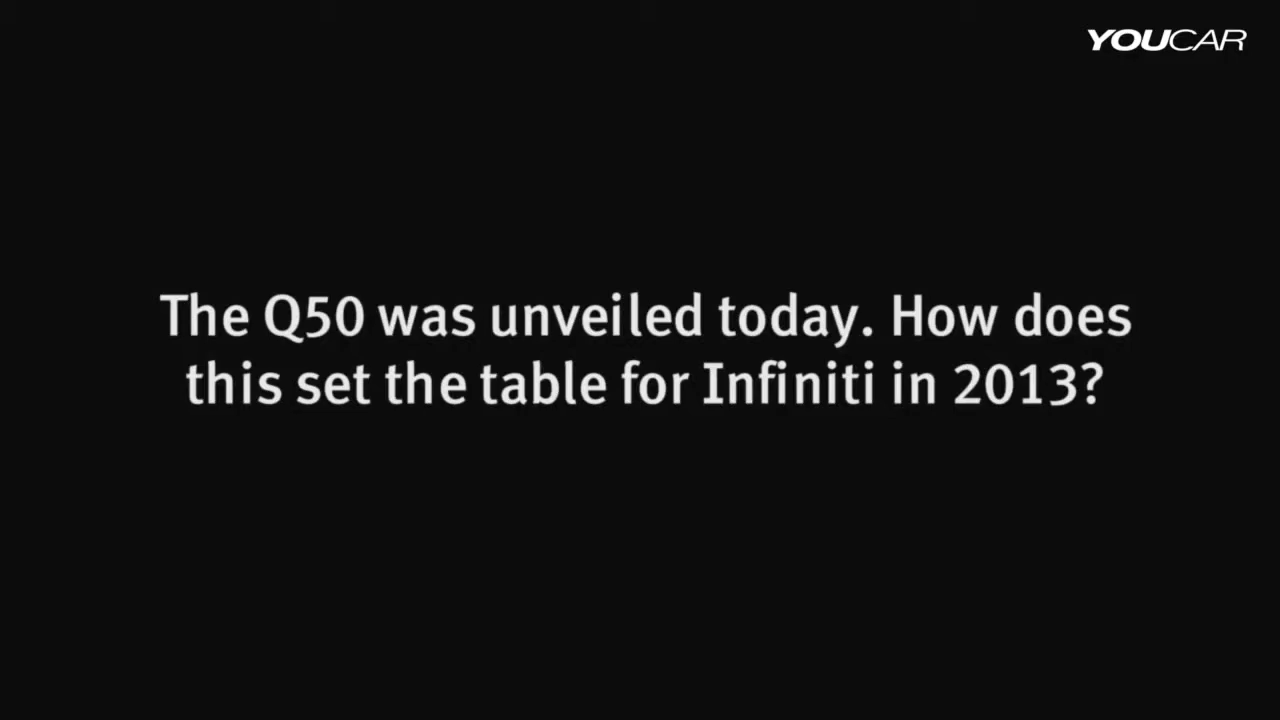 YOUCAR
The Q50 was unveiled today. How does
this set the table for Infiniti in 2013?